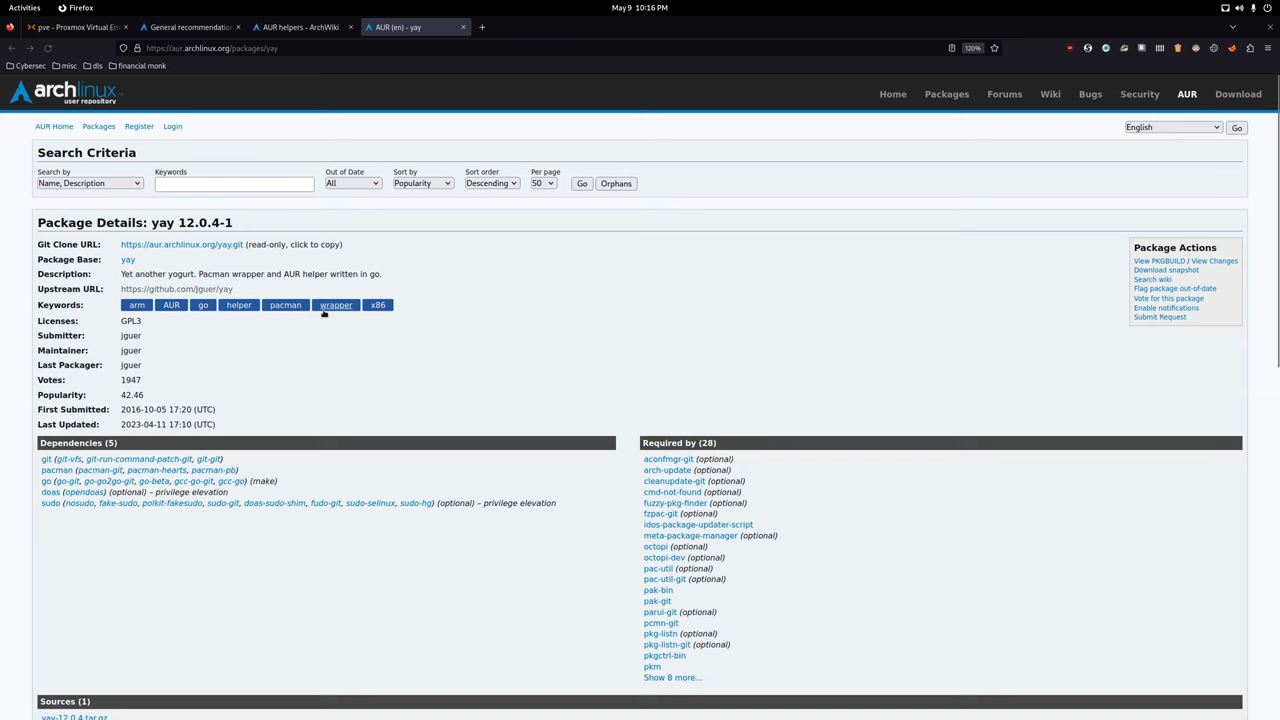 Activities Firefox May 9 10:16 PM
pve - Proxmox Virtual En General recommendation AUR helpers - ArchWiki AUR (en) - yay
https://aur.archlinux.org/packages/yay 120%
Cybersec misc dls financial monk
archlinux
user repository
Home Packages Forums Wiki Bugs Security AUR Download
AUR Home Packages Register Login
English Go
Search Criteria
Search by Keywords Out of Date Sort by Sort order Per page
Name, Description All Popularity Descending 50 Go Orphans
Package Details: yay 12.0.4-1
Git Clone URL: https://aur.archlinux.org/yay.git (read-only, click to copy)
Package Base: yay
Description: Yet another yogurt. Pacman wrapper and AUR helper written in go.
Upstream URL: https://github.com/Jguer/yay
Keywords: arm AUR go helper pacman wrapper x86
Licenses: GPL3
Submitter: jguer
Maintainer: jguer
Last Packager: jguer
Votes: 1947
Popularity: 42.46
First Submitted: 2016-10-05 17:20 (UTC)
Last Updated: 2023-04-11 17:10 (UTC)
Package Actions
View PKGBUILD / View Changes
Download snapshot
Search wiki
Flag package out-of-date
Vote for this package
Enable notifications
Submit Request
Dependencies (5)
git (git-vfs, git-run-command-patch-git, git-git)
pacman (pacman-git, pacman-hearts, pacman-pb)
go (go-git, go-go2go-git, go-beta, gcc-go-git, gcc-go) (make)
doas (opendoas) (optional) – privilege elevation
sudo (nosudo, fake-sudo, polkit-fakesudo, sudo-git, doas-sudo-shim, fudo-git, sudo-selinux, sudo-hg) (optional) – privilege elevation
Required by (28)
aconfmgr-git (optional)
arch-update (optional)
cleanupdate-git (optional)
cmd-not-found (optional)
fuzzy-pkg-finder (optional)
fzpac-git (optional)
idos-package-updater-script
meta-package-manager (optional)
octopi (optional)
octopi-dev (optional)
pac-util (optional)
pac-util-git (optional)
pak-bin
pak-git
parui-git (optional)
pcmn-git
pkg-listn (optional)
pkg-listn-git (optional)
pkgctrl-bin
pkm
Show 8 more...
Sources (1)
yay-12.0.4.tar.gz